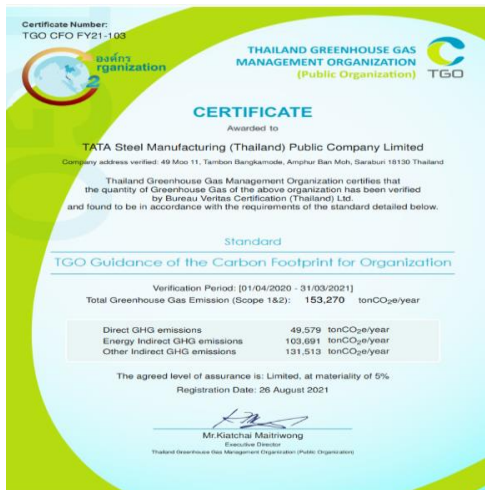 Certificate Number:
TGO CFO FY21-103
องค์กร
rganization
2
THAILAND GREENHOUSE GAS
MANAGEMENT ORGANIZATION
(Public Organization)
TGO
CERTIFICATE
Awarded to
TATA Steel Manufacturing (Thailand) Public Company Limited
Company address verified: 49 Moo 11, Tambon Bangkamode, Amphur Ban Moh, Saraburi 18130 Thailand
Thailand Greenhouse Gas Management Organization certifies that
the quantity of Greenhouse Gas of the above organization has been verified
by Bureau Veritas Certification (Thailand) Ltd.
and found to be in accordance with the requirements of the standard detailed below.
Standard
TGO Guidance of the Carbon Footprint for Organization
Verification Period: [01/04/2020 - 31/03/2021]
Total Greenhouse Gas Emission (Scope 1&2): 153,270 tonCO₂e/year
Direct GHG emissions 49,579 tonCO₂e/year
Energy Indirect GHG emissions 103,691 tonCO₂e/year
Other Indirect GHG emissions 131,513 tonCO₂e/year
The agreed level of assurance is: Limited, at materiality of 5%
Registration Date: 26 August 2021
Mr.Kiatchai Maitriwong
Executive Director
Thailand Greenhouse Gas Management Organization (Public Organization)